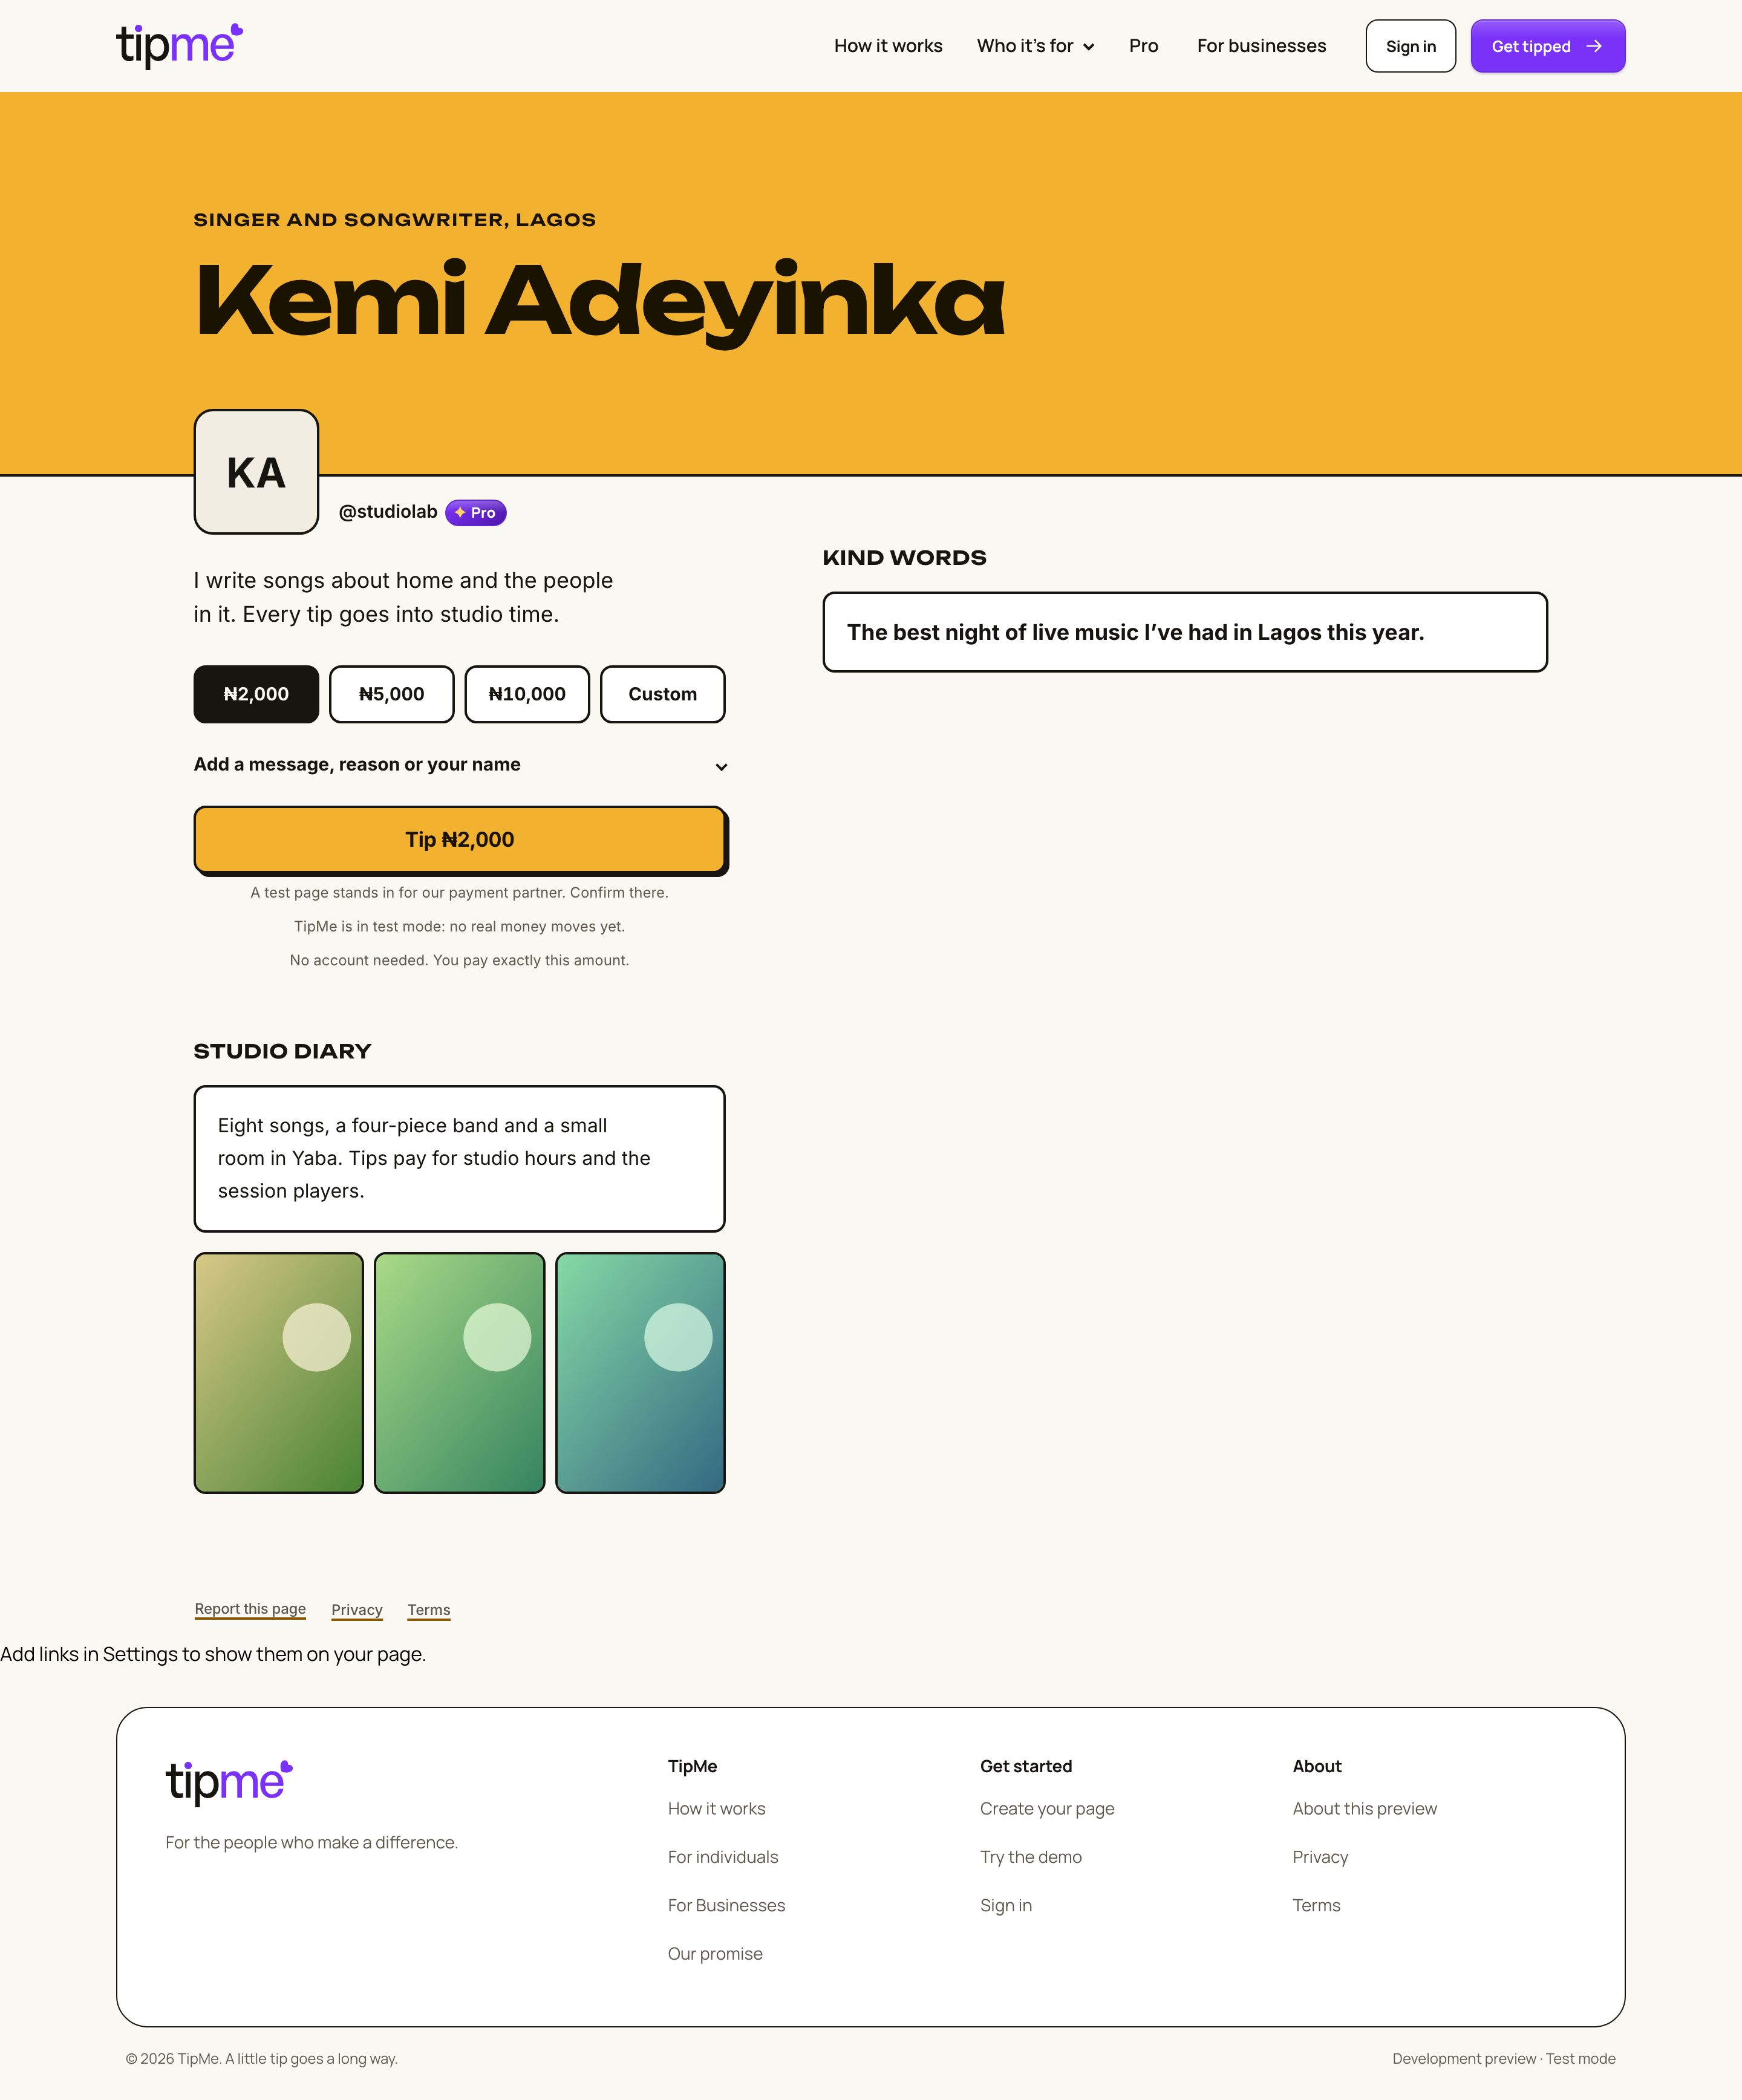 tipme
How it works
Who it's for
Pro
For businesses
Sign in
Get tipped
SINGER AND SONGWRITER, LAGOS
Kemi Adeyinka
KA
@studiolab
Pro
I write songs about home and the people
in it. Every tip goes into studio time.
₦2,000
₦5,000
₦10,000
Custom
Add a message, reason or your name
Tip ₦2,000
A test page stands in for our payment partner. Confirm there.
TipMe is in test mode: no real money moves yet.
No account needed. You pay exactly this amount.
KIND WORDS
The best night of live music I’ve had in Lagos this year.
STUDIO DIARY
Eight songs, a four-piece band and a small
room in Yaba. Tips pay for studio hours and the
session players.
Report this page
Privacy
Terms
Add links in Settings to show them on your page.
tipme
For the people who make a difference.
TipMe
How it works
For individuals
For Businesses
Our promise
Get started
Create your page
Try the demo
Sign in
About
About this preview
Privacy
Terms
© 2026 TipMe. A little tip goes a long way.
Development preview · Test mode